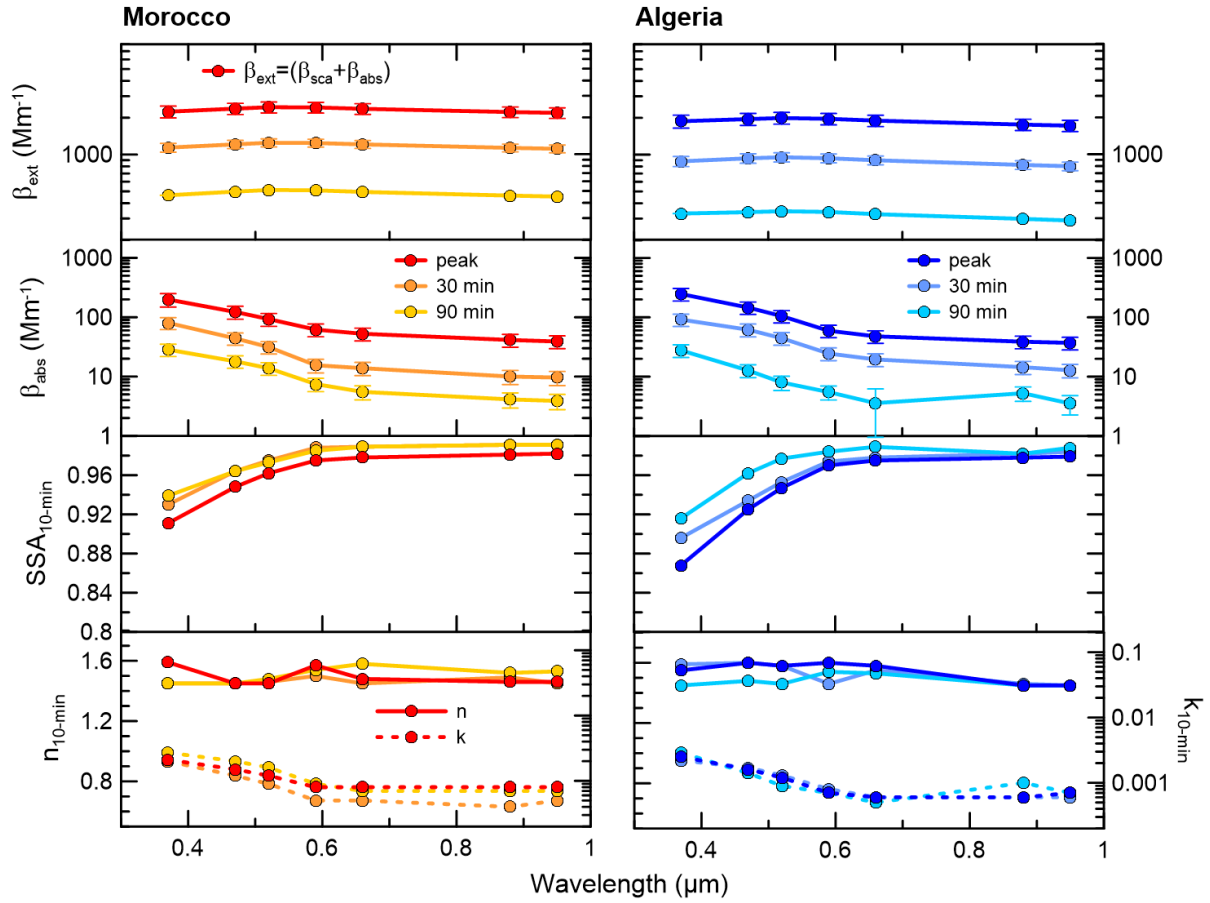 Morocco
Algeria
βext=(βsca+βabs)
βext (Mm-1)
1000
1000
βabs (Mm-1)
1000
100
10
1
peak
30 min
90 min
peak
30 min
90 min
1000
100
10
1
SSA10-min
0.96
0.92
0.88
0.84
0.8
n10-min
1.6
1.2
0.8
n
k
0.1
0.01
0.001
k10-min
0.4
0.6
0.8
1
0.4
0.6
0.8
1
Wavelength (µm)